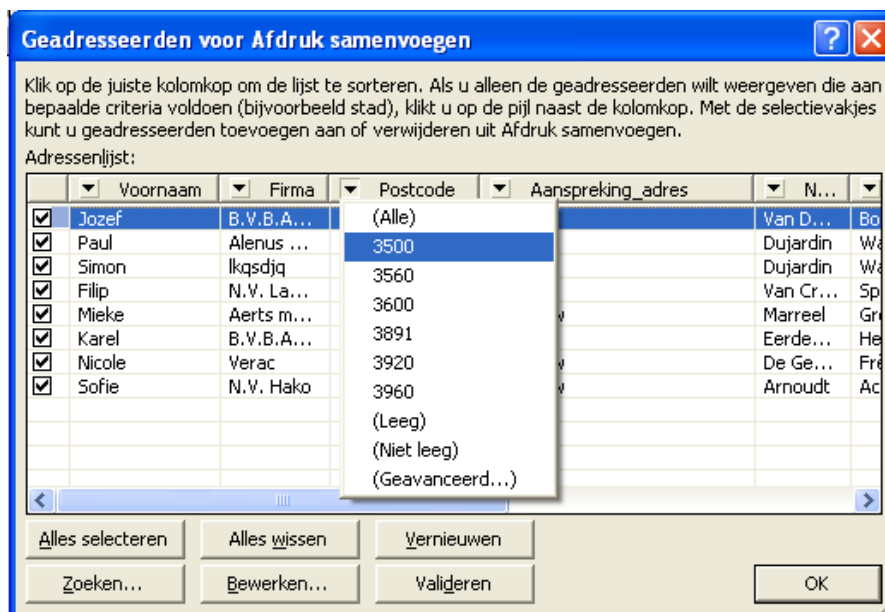 Geadresseerden voor Afdruk samenvoegen
Klik op de juiste kolomkop om de lijst te sorteren. Als u alleen de geadresseerden wilt weergeven die aan
bepaalde criteria voldoen (bijvoorbeeld stad), klikt u op de pijl naast de kolomkop. Met de selectievakjes
kunt u geadresseerden toevoegen aan of verwijderen uit Afdruk samenvoegen.
Adressenlijst:
Voornaam Firma Postcode Aanspreking_adres N...
Jozef B.V.B.A... (Alle) Van D... Bo
Paul Alenus ... 3500 Dujardin Wa
Simon lkqsdjq 3560 Dujardin Wa
Filip N.V. La... 3600 Van Cr... Sp
Mieke Aerts m... 3891 Marreel Gr
Karel B.V.B.A... 3920 Eerde... He
Nicole Verac 3960 De Ge... Frè
Sofie N.V. Hako (Leeg) Arnoudt Ac
(Niet leeg)
(Geavanceerd...)
Alles selecteren Alles wissen Vernieuwen
Zoeken... Bewerken... Valideren OK